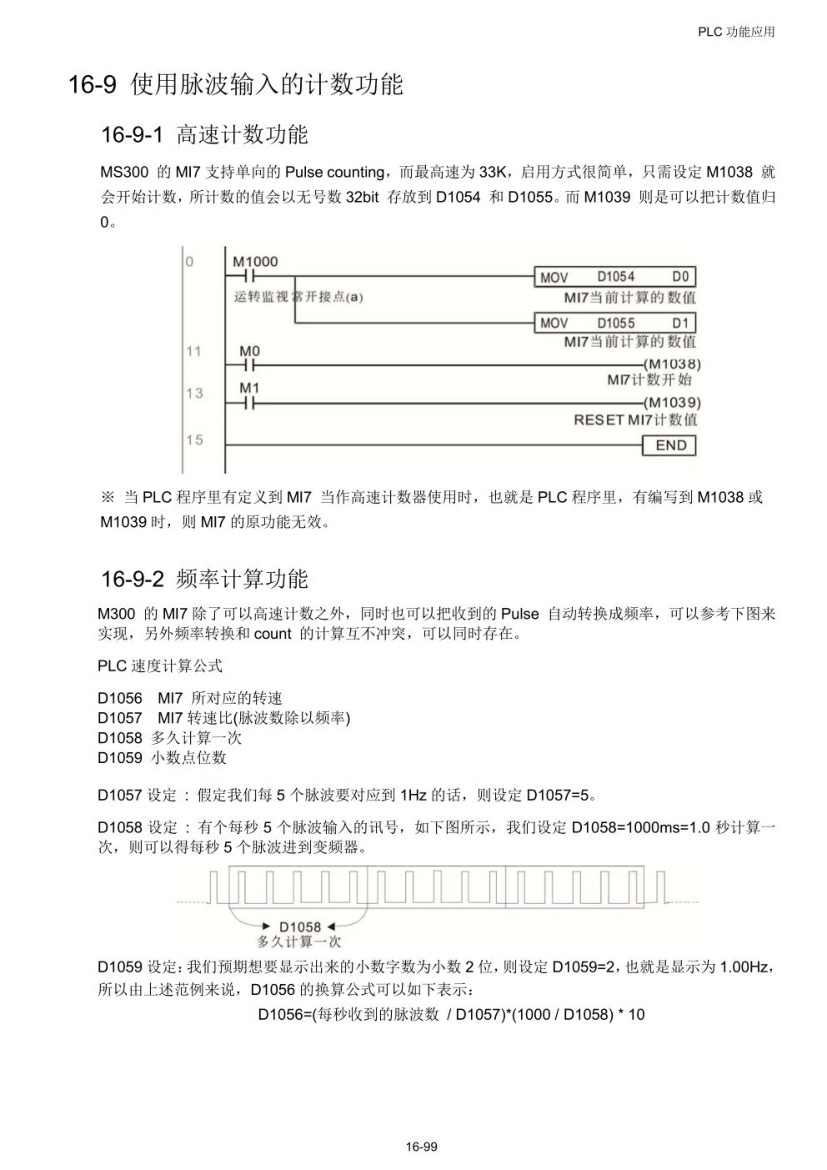 PLC 功能应用
16-9 使用脉波输入的计数功能
16-9-1 高速计数功能
MS300 的 MI7 支持单向的 Pulse counting，而最高速为 33K，启用方式很简单，只需设定 M1038 就
会开始计数，所计数的值会以无号数 32bit 存放到 D1054 和 D1055。而 M1039 则是可以把计数值归
0。
0
M1000
MOV D1054 D0
运转监视常开接点(a)
MI7当前计算的数值
MOV D1055 D1
MI7当前计算的数值
11
M0
(M1038)
MI7计数开始
13
M1
(M1039)
RESET MI7计数值
15
END
※ 当 PLC 程序里有定义到 MI7 当作高速计数器使用时，也就是 PLC 程序里，有编写到 M1038 或
M1039 时，则 MI7 的原功能无效。
16-9-2 频率计算功能
M300 的 MI7 除了可以高速计数之外，同时也可以把收到的 Pulse 自动转换成频率，可以参考下图来
实现，另外频率转换和 count 的计算互不冲突，可以同时存在。
PLC 速度计算公式
D1056 MI7 所对应的转速
D1057 MI7 转速比(脉波数除以频率)
D1058 多久计算一次
D1059 小数点位数
D1057 设定 : 假定我们每 5 个脉波要对应到 1Hz 的话，则设定 D1057=5。
D1058 设定 : 有个每秒 5 个脉波输入的讯号，如下图所示，我们设定 D1058=1000ms=1.0 秒计算一
次，则可以得每秒 5 个脉波进到变频器。
D1058
多久计算一次
D1059 设定: 我们预期想要显示出来的小数字数为小数 2 位，则设定 D1059=2，也就是显示为 1.00Hz，
所以由上述范例来说，D1056 的换算公式可以如下表示:
D1056=(每秒收到的脉波数 / D1057)*(1000 / D1058) * 10
16-99